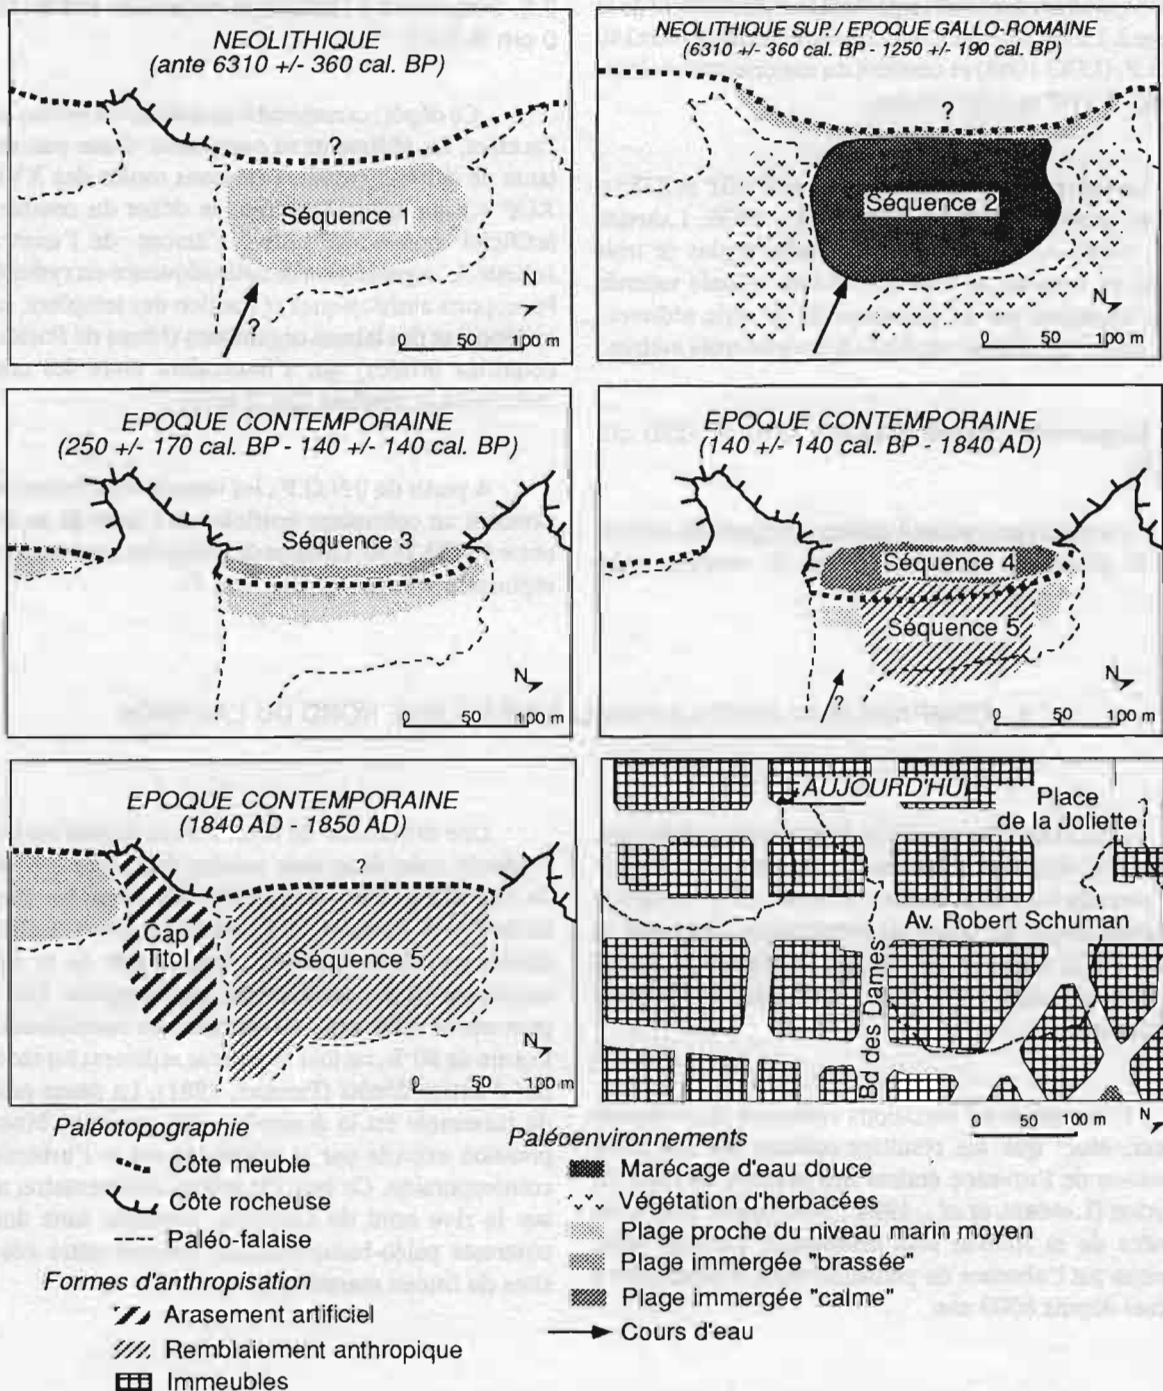 NEOLITHIQUE
(ante 6310 +/- 360 cal. BP)
?
Séquence 1
?
N
0 50 100 m
NEOLITHIQUE SUP. / EPOQUE GALLO-ROMAINE
(6310 +/- 360 cal. BP - 1250 +/- 190 cal. BP)
?
Séquence 2
N
0 50 100 m
EPOQUE CONTEMPORAINE
(250 +/- 170 cal. BP - 140 +/- 140 cal. BP)
Séquence 3
N
0 50 100 m
EPOQUE CONTEMPORAINE
(140 +/- 140 cal. BP - 1840 AD)
Séquence 4
Séquence 5
?
N
0 50 100 m
EPOQUE CONTEMPORAINE
(1840 AD - 1850 AD)
?
Cap
Titol
Séquence 5
N
0 50 100 m
AUJOURD'HUI
Place
de la Joliette
Av. Robert Schuman
Bd des Dames
0 50 100 m
N
Paléotopographie
Côte meuble
Côte rocheuse
Paléo-falaise
Formes d'anthropisation
Arasement artificiel
Remblaiement anthropique
Immeubles
Paléoenvironnements
Marécage d'eau douce
Végétation d'herbacées
Plage proche du niveau marin moyen
Plage immergée "brassée"
Plage immergée "calme"
Cours d'eau